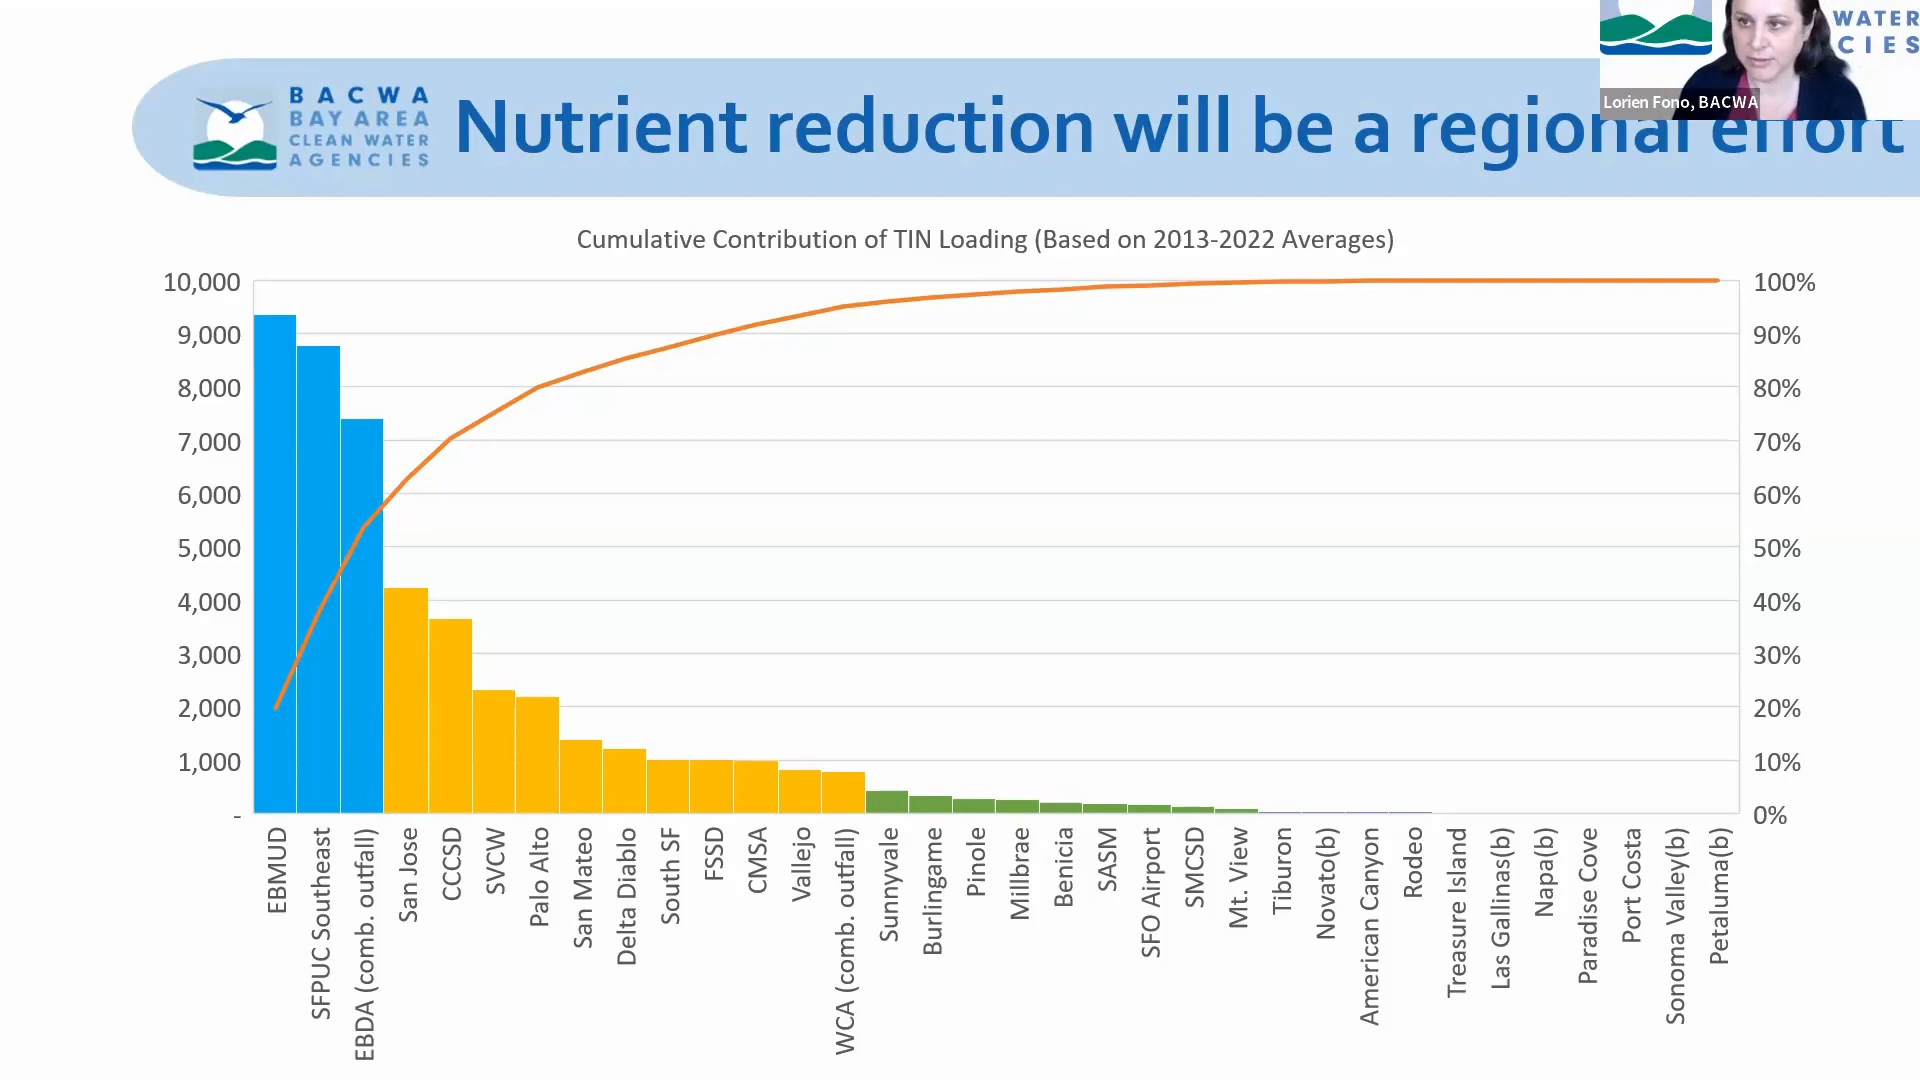 WATER
CIES
Lorien Fono, BACWA
BACWA
BAY AREA
CLEAN WATER
AGENCIES
Nutrient reduction will be a regional effort
Cumulative Contribution of TIN Loading (Based on 2013-2022 Averages)
10,000
9,000
8,000
7,000
6,000
5,000
4,000
3,000
2,000
1,000
-
100%
90%
80%
70%
60%
50%
40%
30%
20%
10%
0%
EBMUD
SFPUC Southeast
EBDA (comb. outfall)
San Jose
CCCSD
SVCW
Palo Alto
San Mateo
Delta Diablo
South SF
FSSD
CMSA
Vallejo
WCA (comb. outfall)
Sunnyvale
Burlingame
Pinole
Millbrae
Benicia
SASM
SFO Airport
SMCSD
Mt. View
Tiburon
Novato(b)
American Canyon
Rodeo
Treasure Island
Las Gallinas(b)
Napa(b)
Paradise Cove
Port Costa
Sonoma Valley(b)
Petaluma(b)